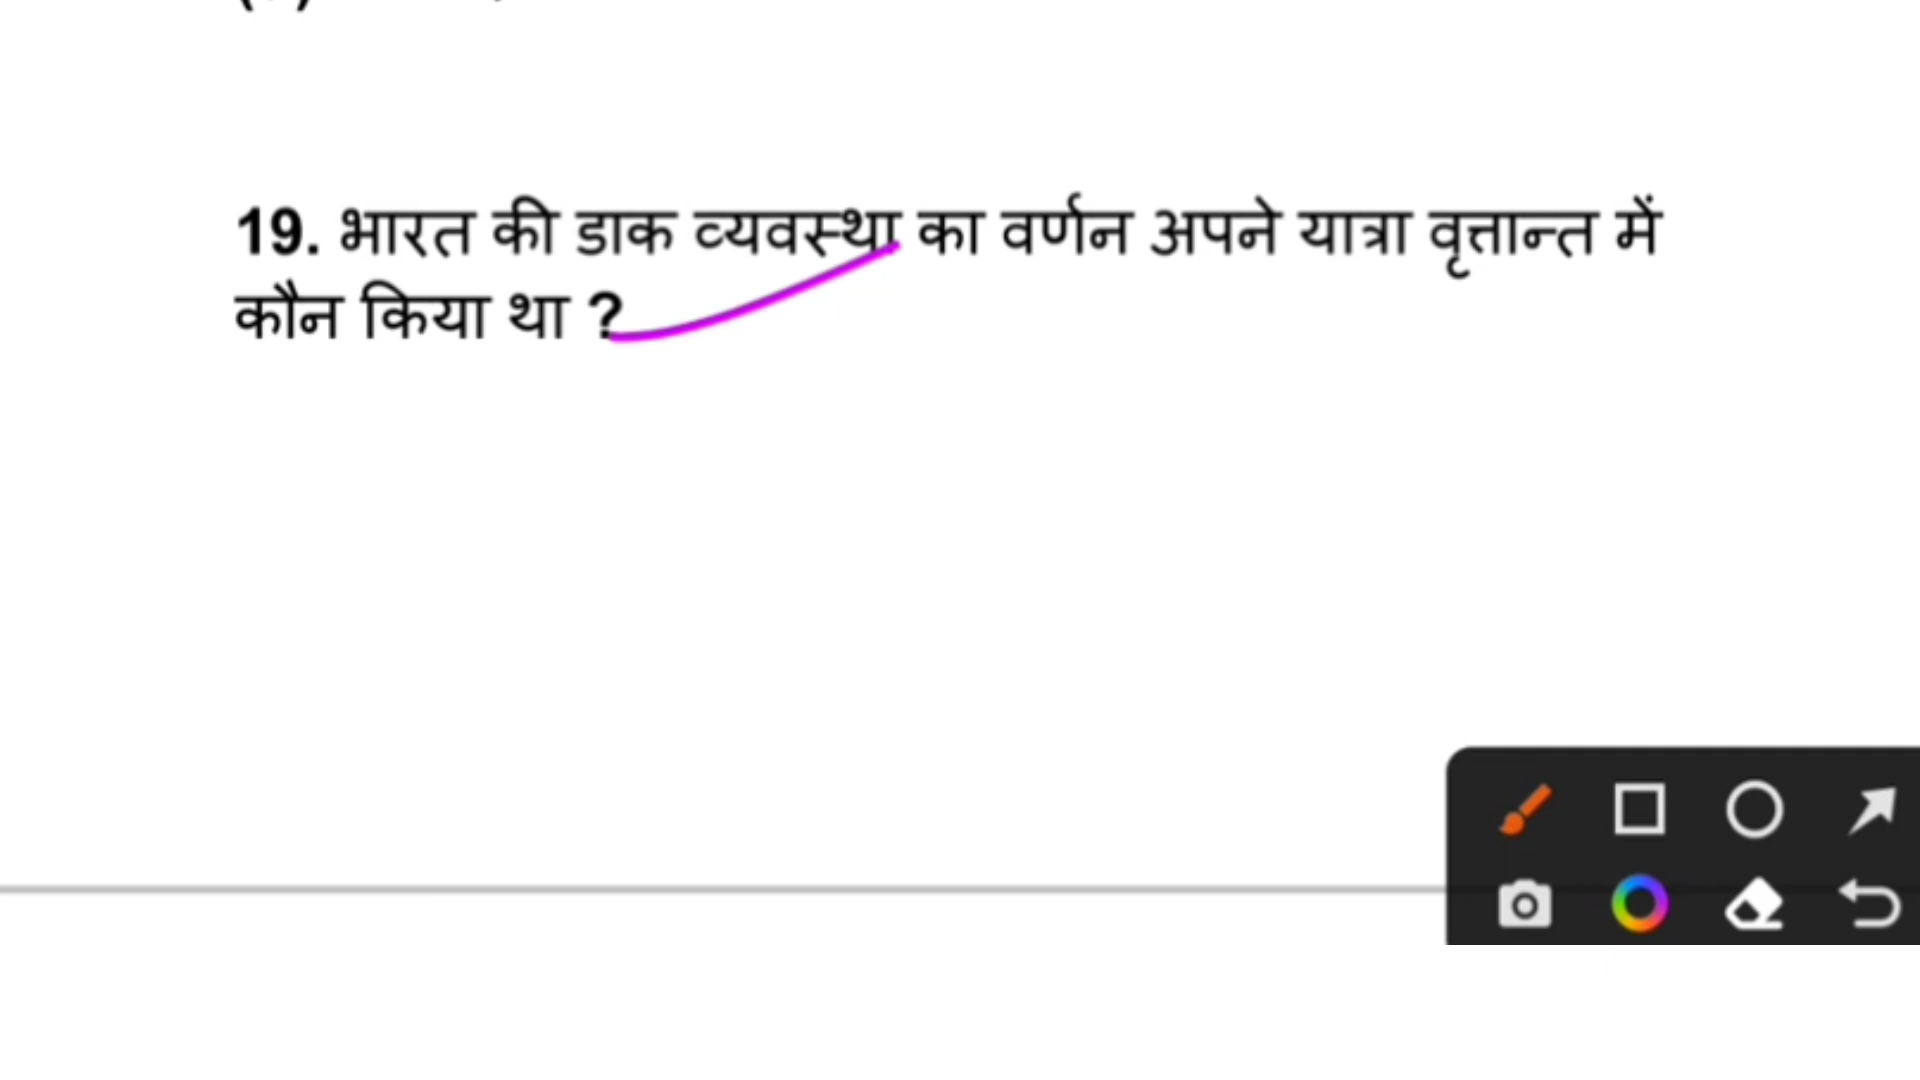 19. भारत की डाक व्यवस्था का वर्णन अपने यात्रा वृत्तान्त में
कौन किया था ?